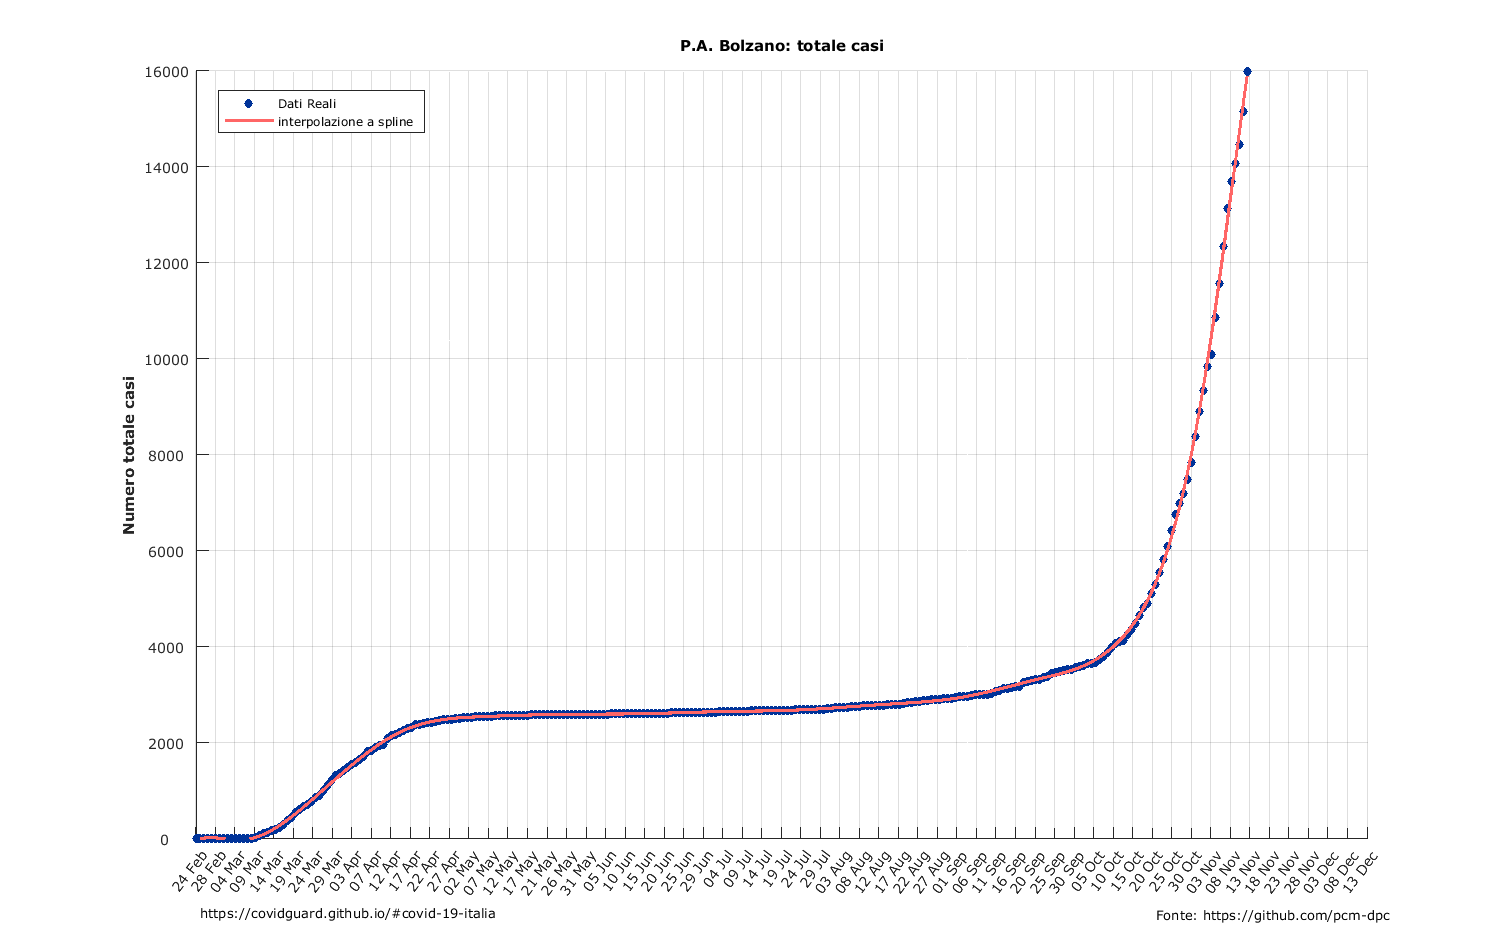 P.A. Bolzano: totale casi
16000
14000
12000
10000
8000
6000
4000
2000
0
Dati Reali
interpolazione a spline
Numero totale casi
24 Feb
28 Feb
04 Mar
09 Mar
14 Mar
19 Mar
24 Mar
29 Mar
03 Apr
07 Apr
12 Apr
17 Apr
22 Apr
27 Apr
02 May
07 May
12 May
17 May
21 May
26 May
31 May
05 Jun
10 Jun
15 Jun
20 Jun
25 Jun
29 Jun
04 Jul
09 Jul
14 Jul
19 Jul
24 Jul
29 Jul
03 Aug
08 Aug
12 Aug
17 Aug
22 Aug
27 Aug
01 Sep
06 Sep
11 Sep
16 Sep
20 Sep
25 Sep
30 Sep
05 Oct
10 Oct
15 Oct
20 Oct
25 Oct
30 Oct
03 Nov
08 Nov
13 Nov
18 Nov
23 Nov
28 Nov
03 Dec
08 Dec
13 Dec
https://covidguard.github.io/#covid-19-italia
Fonte: https://github.com/pcm-dpc